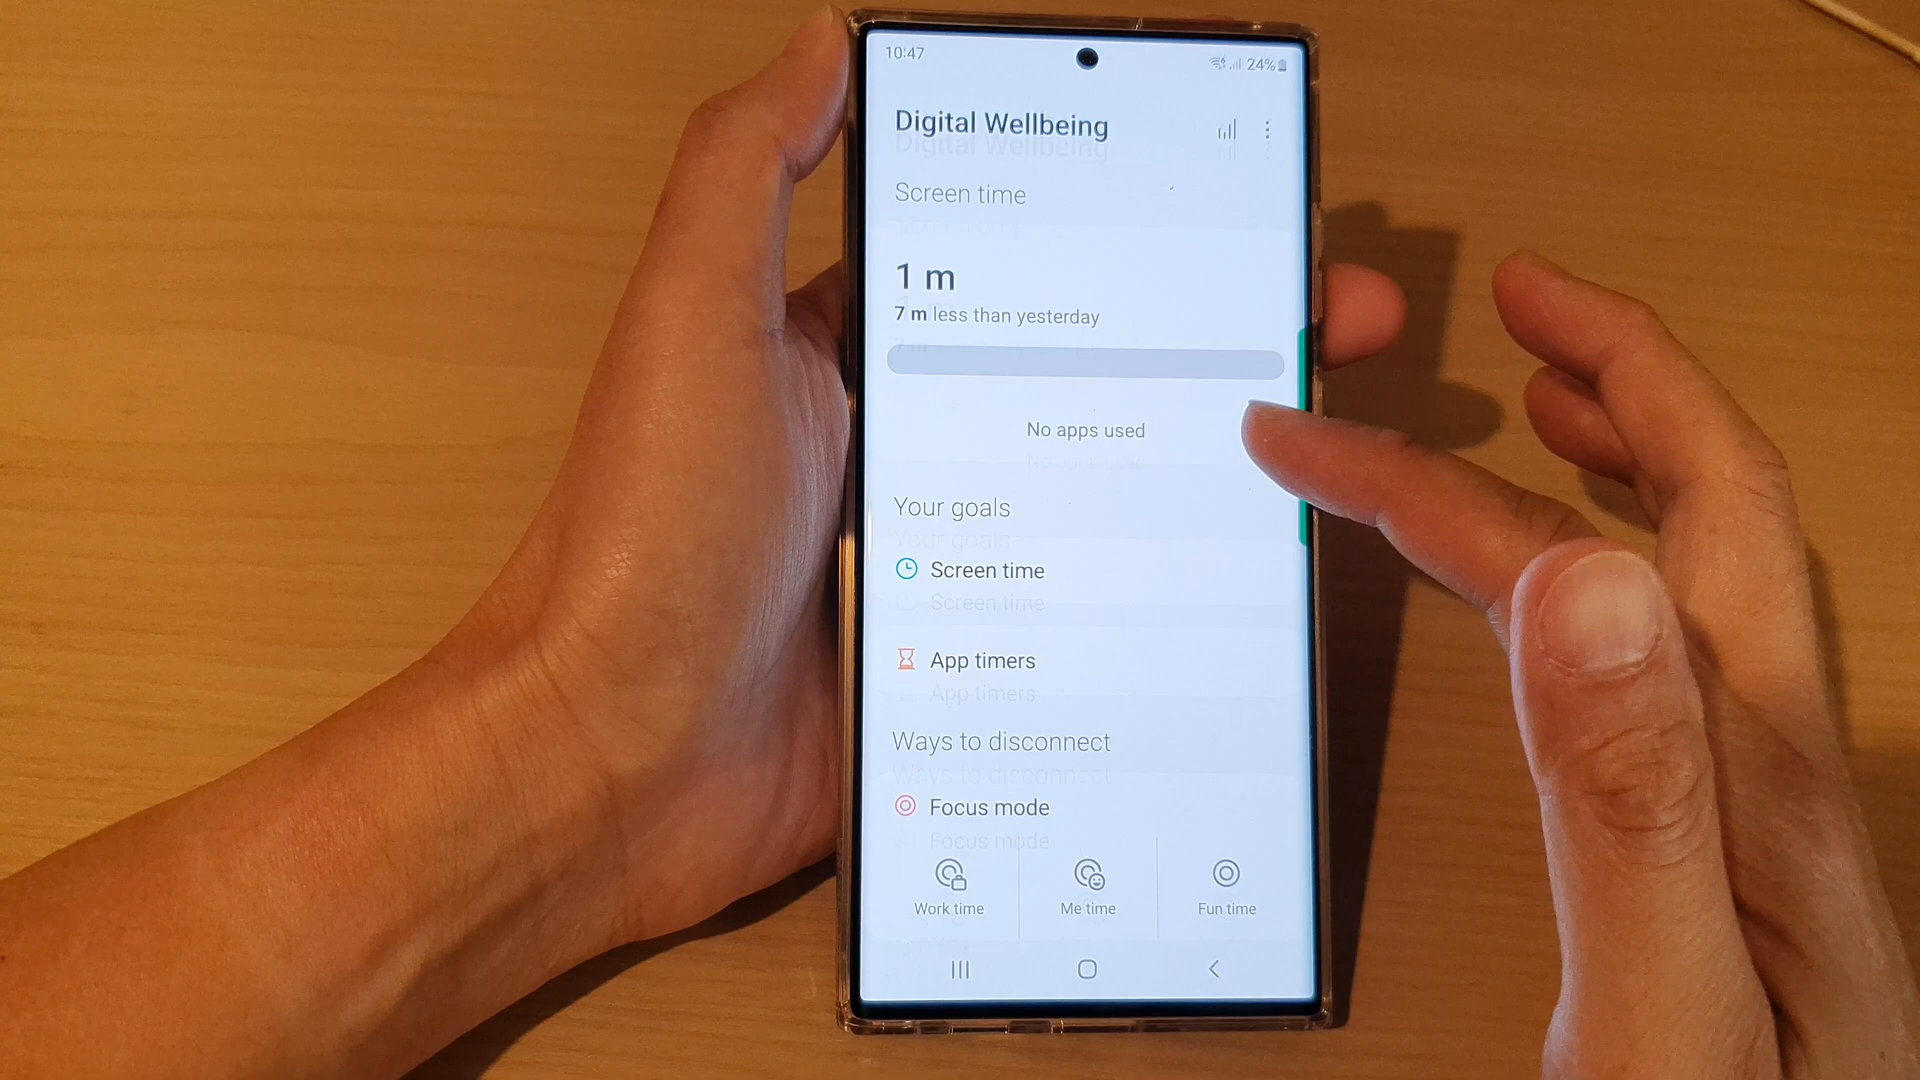 10:47
24%
Digital Wellbeing
Screen time
1 m
7 m less than yesterday
No apps used
Your goals
Screen time
App timers
Ways to disconnect
Focus mode
Work time
Me time
Fun time